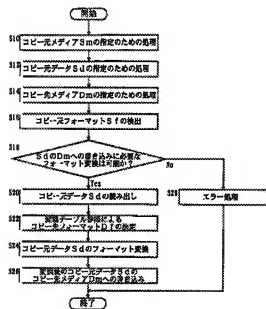 開始
S10
コピー元メディアSmの指定のための処理
S12
コピー元データSdの指定のための処理
S14
コピー先メディアDmの指定のための処理
S16
コピー元フォーマットSfの検出
S18
SdのDmへの書き込みに必要な
フォーマット変換は可能か?
No
Yes
S20
コピー元データSdの読み出し
S28
エラー処理
S22
変換テーブル参照による
コピー先フォーマットDfの決定
S24
コピー元データSdのフォーマット変換
S26
変換後のコピー元データSdの
コピー先メディアDmへの書き込み
終了